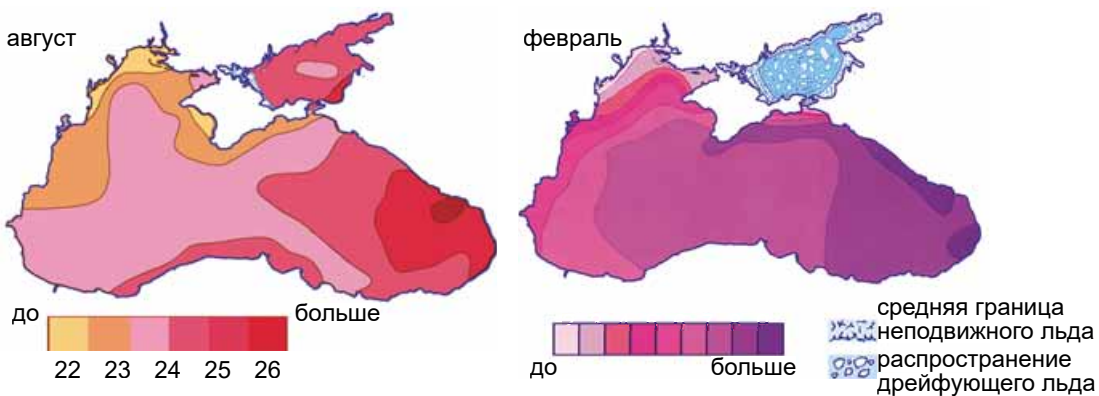 август
до
больше
22 23 24 25 26
февраль
до
больше
средняя граница
неподвижного льда
распространение
дрейфующего льда